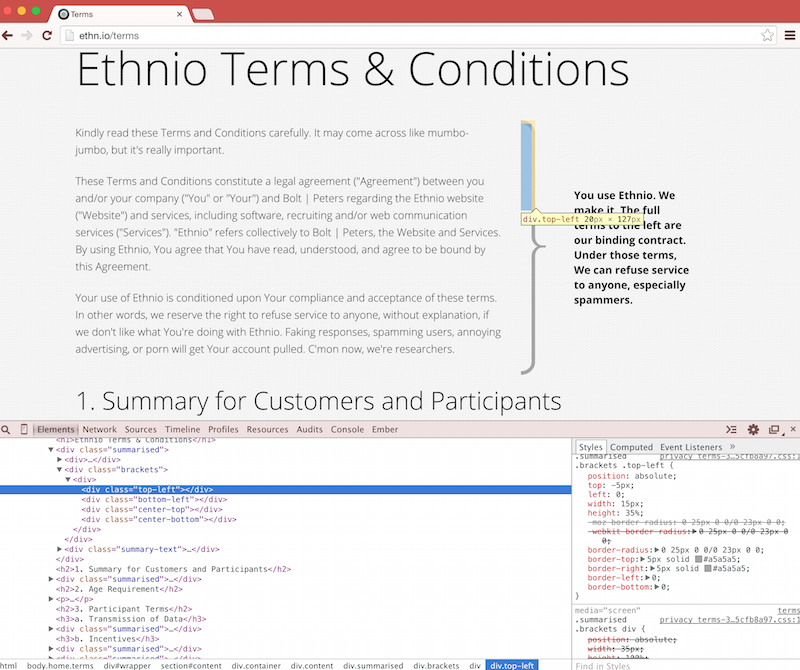 Terms
ethn.io/terms
Ethnio Terms & Conditions
Kindly read these Terms and Conditions carefully. It may come across like mumbo-
jumbo, but it's really important.
These Terms and Conditions constitute a legal agreement ("Agreement") between you
and/or your company ("You" or "Your") and Bolt | Peters regarding the Ethnio website
("Website") and services, including software, recruiting and/or web communication
services ("Services"). "Ethnio" refers collectively to Bolt | Peters, the Website and Services.
By using Ethnio, You agree that You have read, understood, and agree to be bound by
this Agreement.
Your use of Ethnio is conditioned upon Your compliance and acceptance of these terms.
In other words, we reserve the right to refuse service to anyone, without explanation, if
we don't like what You're doing with Ethnio. Faking responses, spamming users, annoying
advertising, or porn will get Your account pulled. C'mon now, we're researchers.
You use Ethnio. We
make it. The full
div.top-left 20px × 127px
terms to the left are
our binding contract.
Under those terms,
We can refuse service
to anyone, especially
spammers.
1. Summary for Customers and Participants
Elements Network Sources Timeline Profiles Resources Audits Console Ember
<h1>Ethnio Terms & Conditions</h1>
▼<div class="summarised">
▶<div>…</div>
▼<div class="brackets">
▼<div>
<div class="top-left"></div>
<div class="bottom-left"></div>
<div class="center-top"></div>
<div class="center-bottom"></div>
</div>
</div>
▶<div class="summary-text">…</div>
</div>
<h2>1. Summary for Customers and Participants</h2>
▶<div class="summarised">…</div>
<h2>2. Age Requirement</h2>
▶<p>…</p>
<h2>3. Participant Terms</h2>
<h3>a. Transmission of Data</h3>
▶<div class="summarised">…</div>
<h3>b. Incentives</h3>
▶<div class="summarised">…</div>
▶<div class="summarised">…</div>
html body.home.terms div#wrapper section#content div.container div.content div.summarised div.brackets div div.top-left
Styles Computed Event Listeners »
.summarised privacy_terms-3…5cfb8a97.css:1
.brackets .top-left {
position: absolute;
top: -5px;
left: 0;
width: 15px;
height: 35%;
-moz-border-radius: 0 25px 0 0/0 23px 0 0;
-webkit-border-radius:▶0 25px 0 0/0 23px 0
0;
border-radius:▶0 25px 0 0/0 23px 0 0;
border-top:▶5px solid #a5a5a5;
border-right:▶5px solid #a5a5a5;
border-left:▶0;
border-bottom:▶0;
}
media="screen" terms
.summarised privacy_terms-3…5cfb8a97.css:1
.brackets div {
position: absolute;
width: 35px;
height: 100%;
Find in Styles